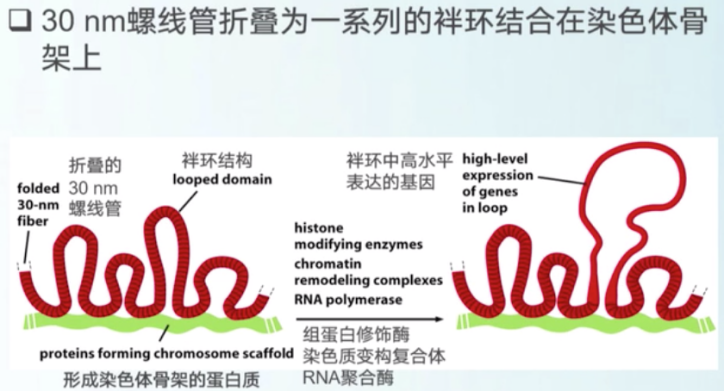 ❑ 30 nm螺线管折叠为一系列的袢环结合在染色体骨
架上
折叠的
30 nm
螺线管
folded
30-nm
fiber
袢环结构
looped domain
袢环中高水平
表达的基因
high-level
expression
of genes
in loop
histone
modifying enzymes
chromatin
remodeling complexes
RNA polymerase
组蛋白修饰酶
染色质变构复合体
RNA聚合酶
proteins forming chromosome scaffold
形成染色体骨架的蛋白质